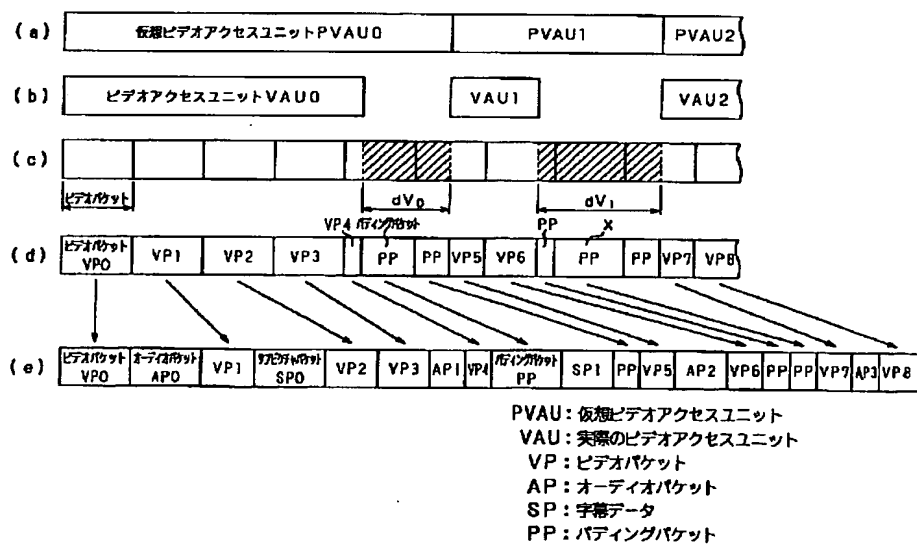 (a) 仮想ビデオアクセスユニットPVAU0 PVAU1 PVAU2
(b) ビデオアクセスユニットVAU0 VAU1 VAU2
(c)
ビデオパケット dV0 dV1
VP4 パディングパケット PP X
(d) ビデオパケット VP0 VP1 VP2 VP3 PP PP VP5 VP6 PP PP VP7 VP8
(e) ビデオパケット VP0 オーディオパケット AP0 VP1 サブピクチャパケット SP0 VP2 VP3 AP1 VP4 パディングパケット PP SP1 PP VP5 AP2 VP6 PP PP VP7 AP3 VP8
PVAU:仮想ビデオアクセスユニット
VAU:実際のビデオアクセスユニット
VP:ビデオパケット
AP:オーディオパケット
SP:字幕データ
PP:パディングパケット